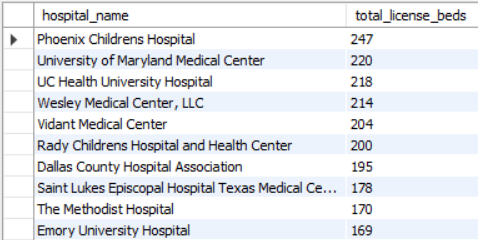 hospital_name total_license_beds
Phoenix Childrens Hospital 247
University of Maryland Medical Center 220
UC Health University Hospital 218
Wesley Medical Center, LLC 214
Vidant Medical Center 204
Rady Childrens Hospital and Health Center 200
Dallas County Hospital Association 195
Saint Lukes Episcopal Hospital Texas Medical Ce... 178
The Methodist Hospital 170
Emory University Hospital 169